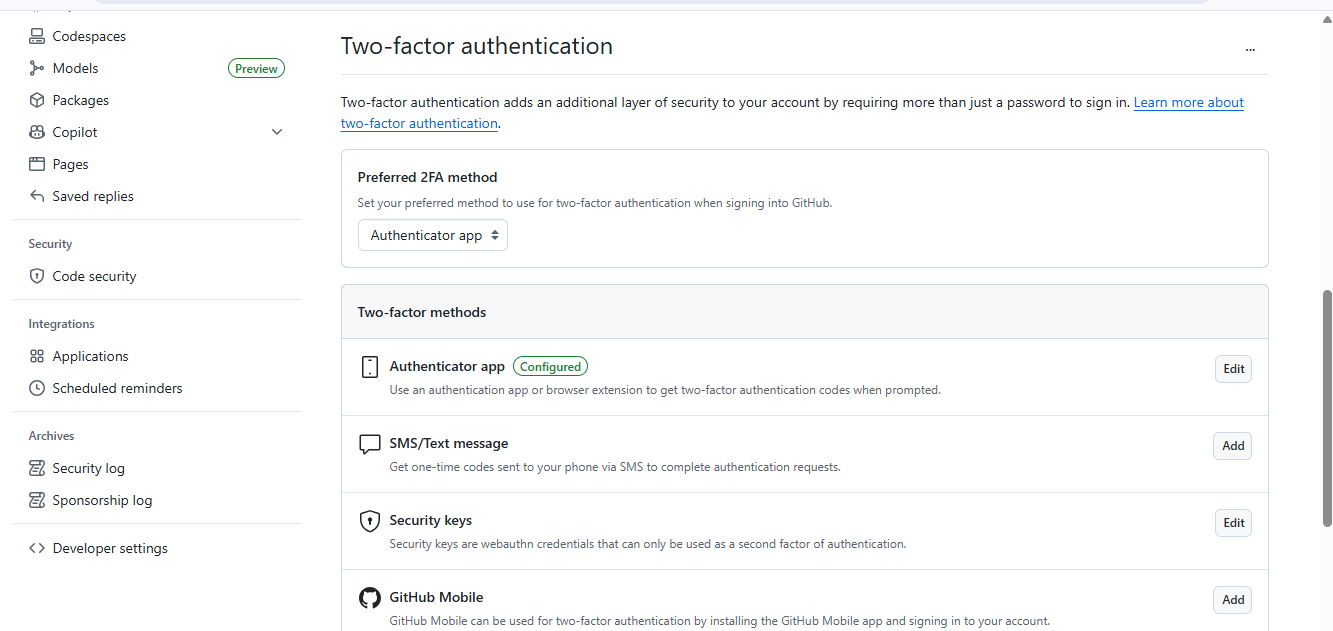 Codespaces
Models
Preview
Packages
Copilot
Pages
Saved replies
Security
Code security
Integrations
Applications
Scheduled reminders
Archives
Security log
Sponsorship log
Developer settings
Two-factor authentication
...
Two-factor authentication adds an additional layer of security to your account by requiring more than just a password to sign in. Learn more about
two-factor authentication.
Preferred 2FA method
Set your preferred method to use for two-factor authentication when signing into GitHub.
Authenticator app
Two-factor methods
Authenticator app Configured
Edit
Use an authentication app or browser extension to get two-factor authentication codes when prompted.
SMS/Text message
Add
Get one-time codes sent to your phone via SMS to complete authentication requests.
Security keys
Edit
Security keys are webauthn credentials that can only be used as a second factor of authentication.
GitHub Mobile
Add
GitHub Mobile can be used for two-factor authentication by installing the GitHub Mobile app and signing in to your account.